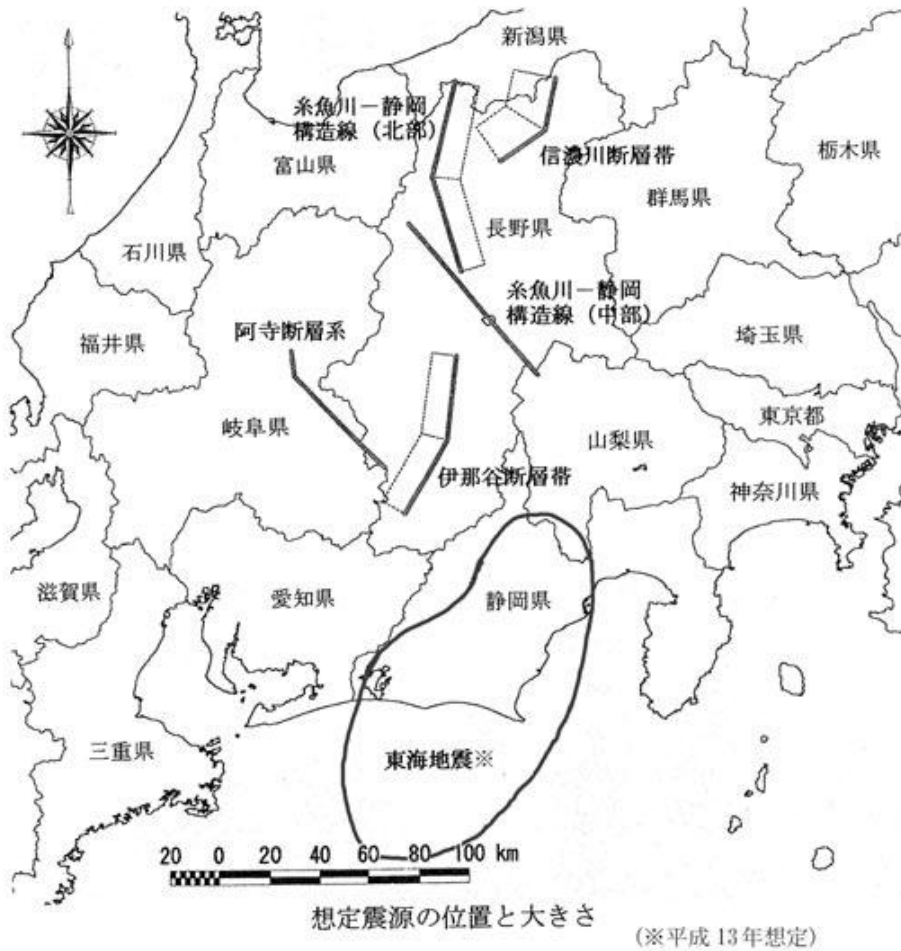 新潟県
糸魚川－静岡
構造線（北部）
富山県
信濃川断層帯
栃木県
群馬県
石川県
長野県
糸魚川－静岡
構造線（中部）
福井県
阿寺断層系
埼玉県
東京都
岐阜県
山梨県
伊那谷断層帯
神奈川県
滋賀県
愛知県
静岡県
三重県
東海地震※
20 0 20 40 60 80 100 km
想定震源の位置と大きさ
(※平成13年想定)